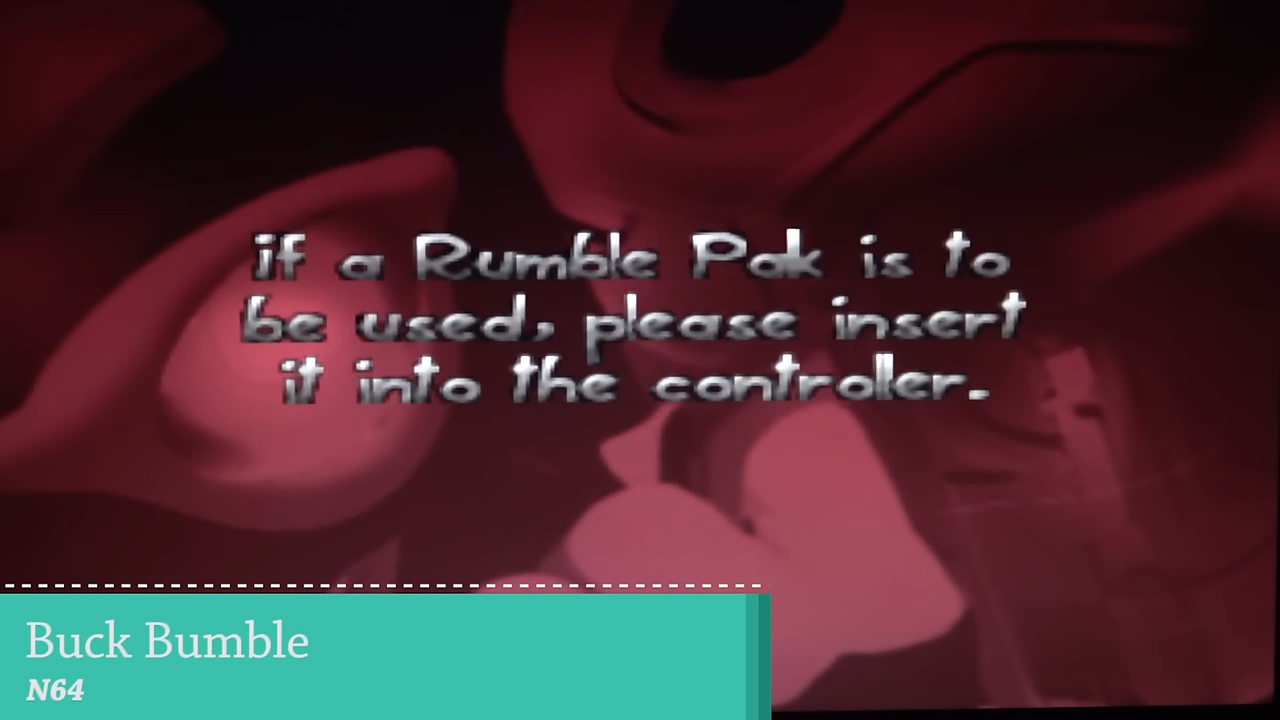 if a Rumble Pak is to
be used, please insert
it into the controller.
Buck Bumble
N64